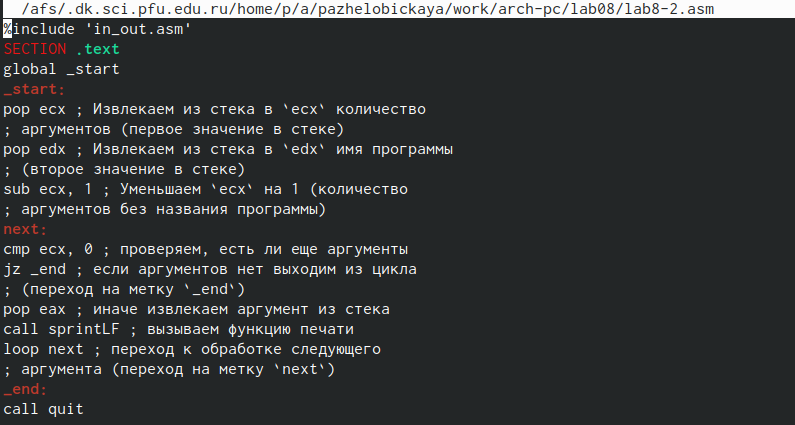 /afs/.dk.sci.pfu.edu.ru/home/p/a/pazhelobickaya/work/arch-pc/lab08/lab8-2.asm
%include 'in_out.asm'
SECTION .text
global _start
_start:
pop ecx ; Извлекаем из стека в `ecx` количество
; аргументов (первое значение в стеке)
pop edx ; Извлекаем из стека в `edx` имя программы
; (второе значение в стеке)
sub ecx, 1 ; Уменьшаем `ecx` на 1 (количество
; аргументов без названия программы)
next:
cmp ecx, 0 ; проверяем, есть ли еще аргументы
jz _end ; если аргументов нет выходим из цикла
; (переход на метку `_end`)
pop eax ; иначе извлекаем аргумент из стека
call sprintLF ; вызываем функцию печати
loop next ; переход к обработке следующего
; аргумента (переход на метку `next`)
_end:
call quit